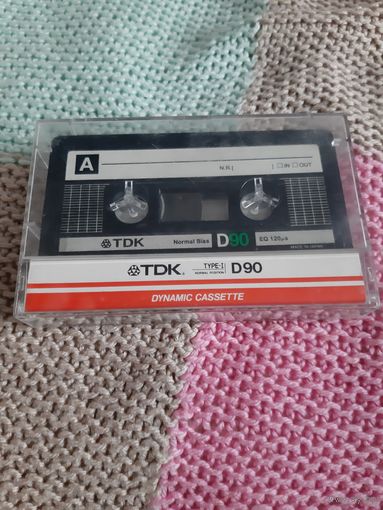 A
N.R[ ] IN OUT
TDK Normal Bias D90 EQ 120μs
MADE IN JAPAN
TDK TYPE-I NORMAL POSITION D90
DYNAMIC CASSETTE